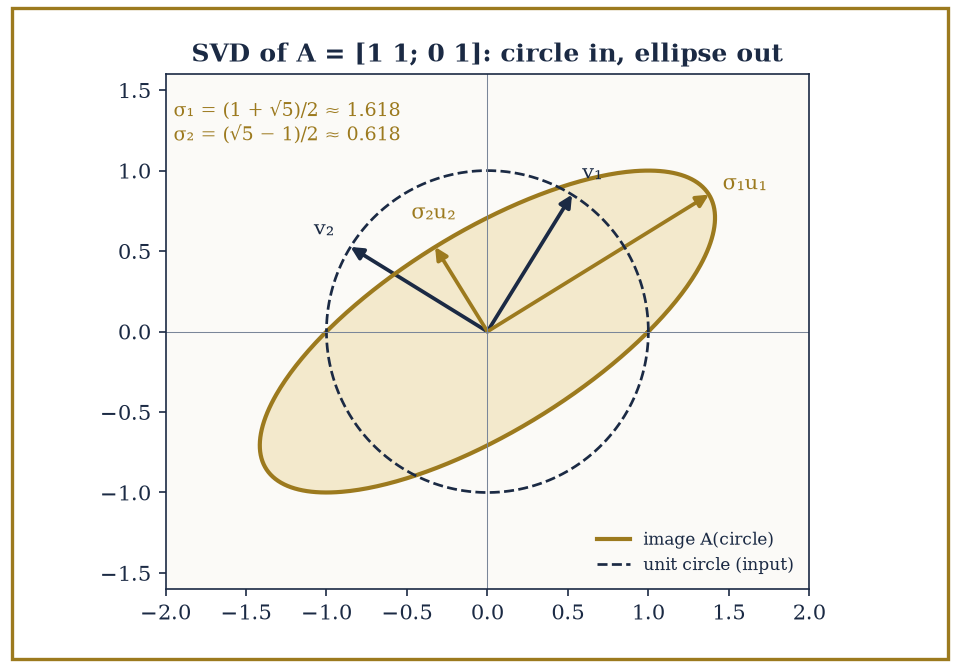 SVD of A = [1 1; 0 1]: circle in, ellipse out
σ₁ = (1 + √5)/2 ≈ 1.618
σ₂ = (√5 − 1)/2 ≈ 0.618
v₁
σ₁u₁
σ₂u₂
v₂
1.5
1.0
0.5
0.0
−0.5
−1.0
−1.5
image A(circle)
unit circle (input)
−2.0 −1.5 −1.0 −0.5 0.0 0.5 1.0 1.5 2.0